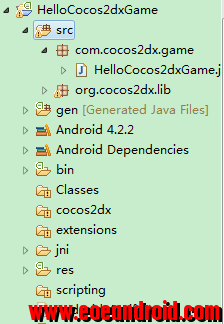 HelloCocos2dxGame
src
com.cocos2dx.game
HelloCocos2dxGame.j
org.cocos2dx.lib
gen [Generated Java Files]
Android 4.2.2
Android Dependencies
bin
Classes
cocos2dx
extensions
jni
res
scripting
www.eoeandroid.com